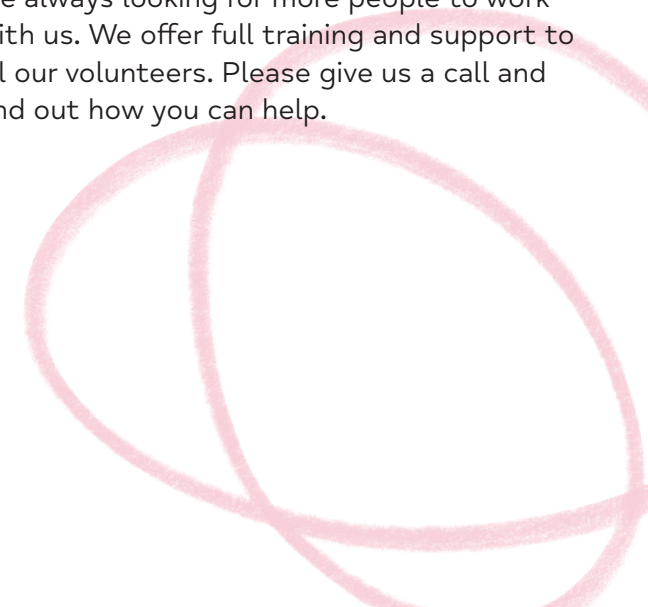 e always looking for more people to work
ith us. We offer full training and support to
l our volunteers. Please give us a call and
nd out how you can help.